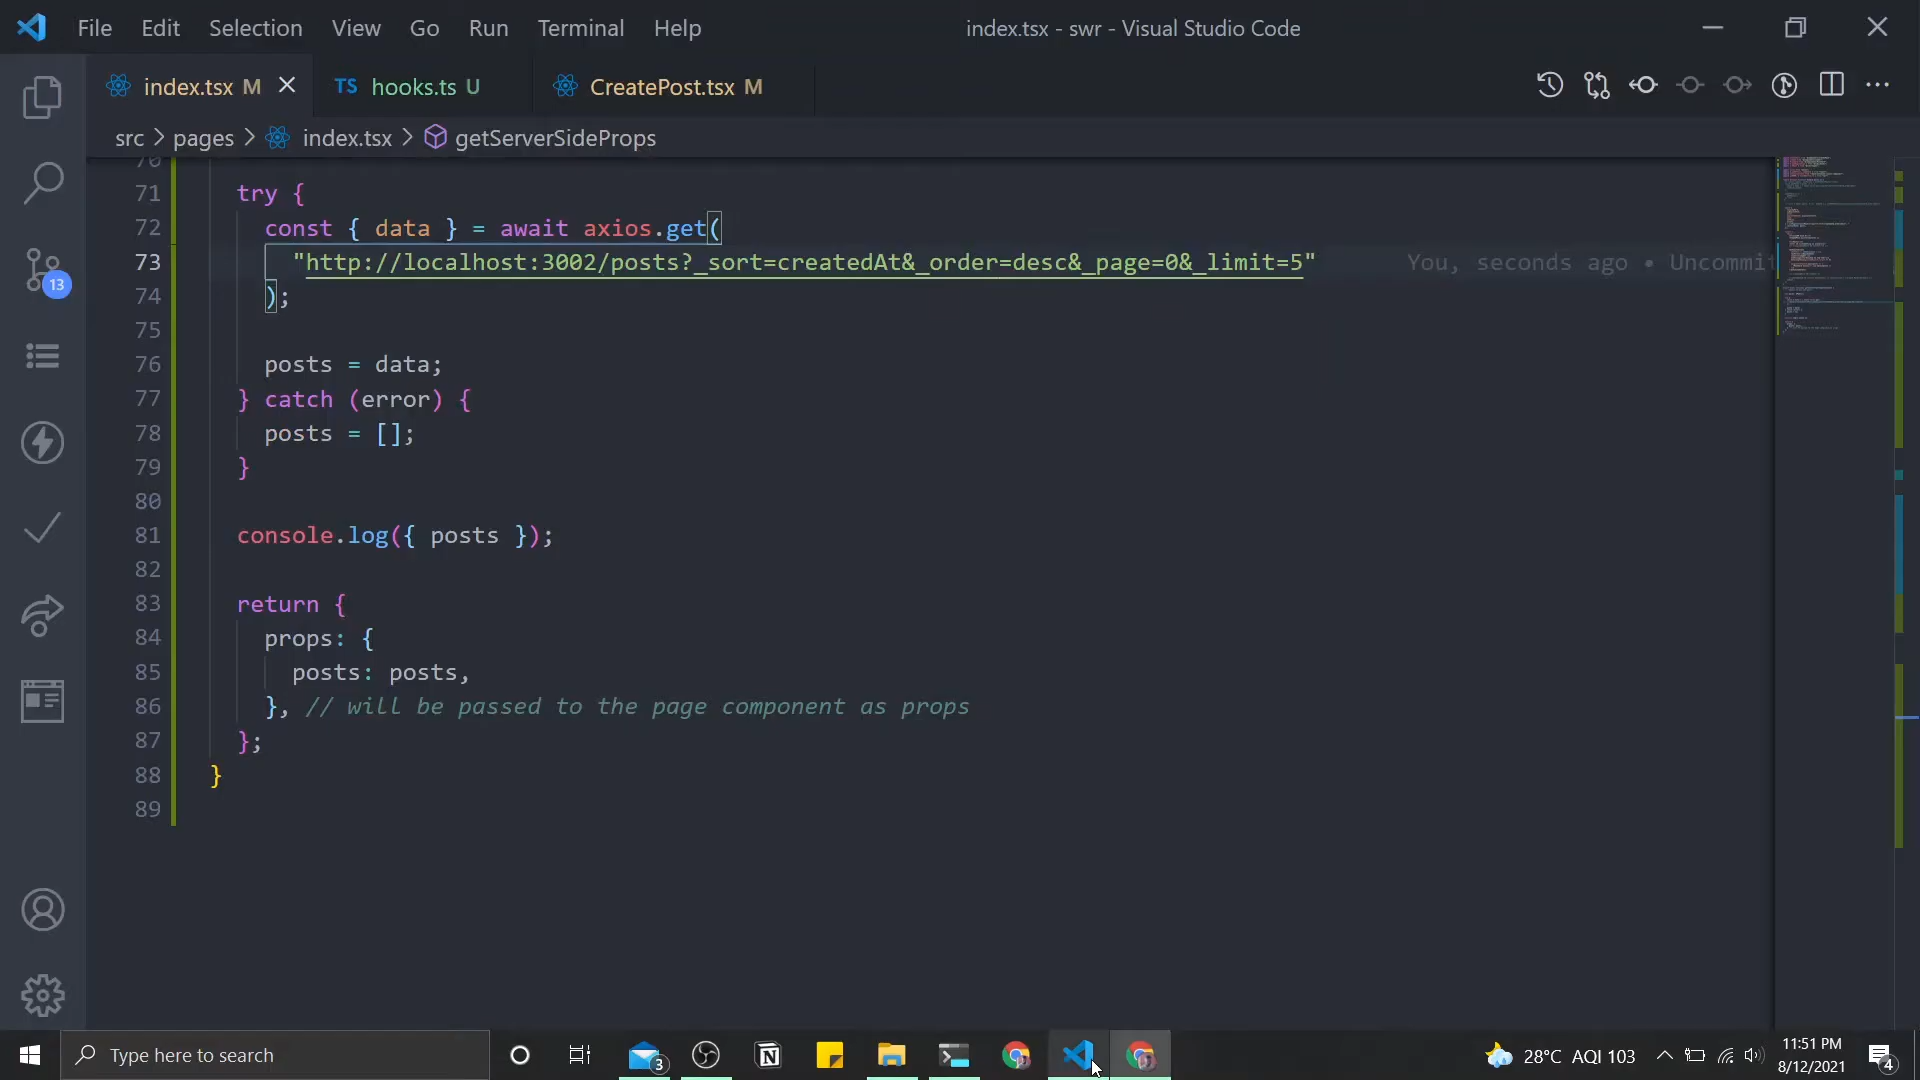 File Edit Selection View Go Run Terminal Help
index.tsx - swr - Visual Studio Code
index.tsx M
TS hooks.ts U
CreatePost.tsx M
src > pages > index.tsx > getServerSideProps
70
71 try {
72 const { data } = await axios.get(
73 "http://localhost:3002/posts?_sort=createdAt&_order=desc&_page=0&_limit=5" You, seconds ago • Uncommit
74 );
75
76 posts = data;
77 } catch (error) {
78 posts = [];
79 }
80
81 console.log({ posts });
82
83 return {
84 props: {
85 posts: posts,
86 }, // will be passed to the page component as props
87 };
88 }
89
13
Type here to search
3
28°C AQI 103
11:51 PM
8/12/2021
4